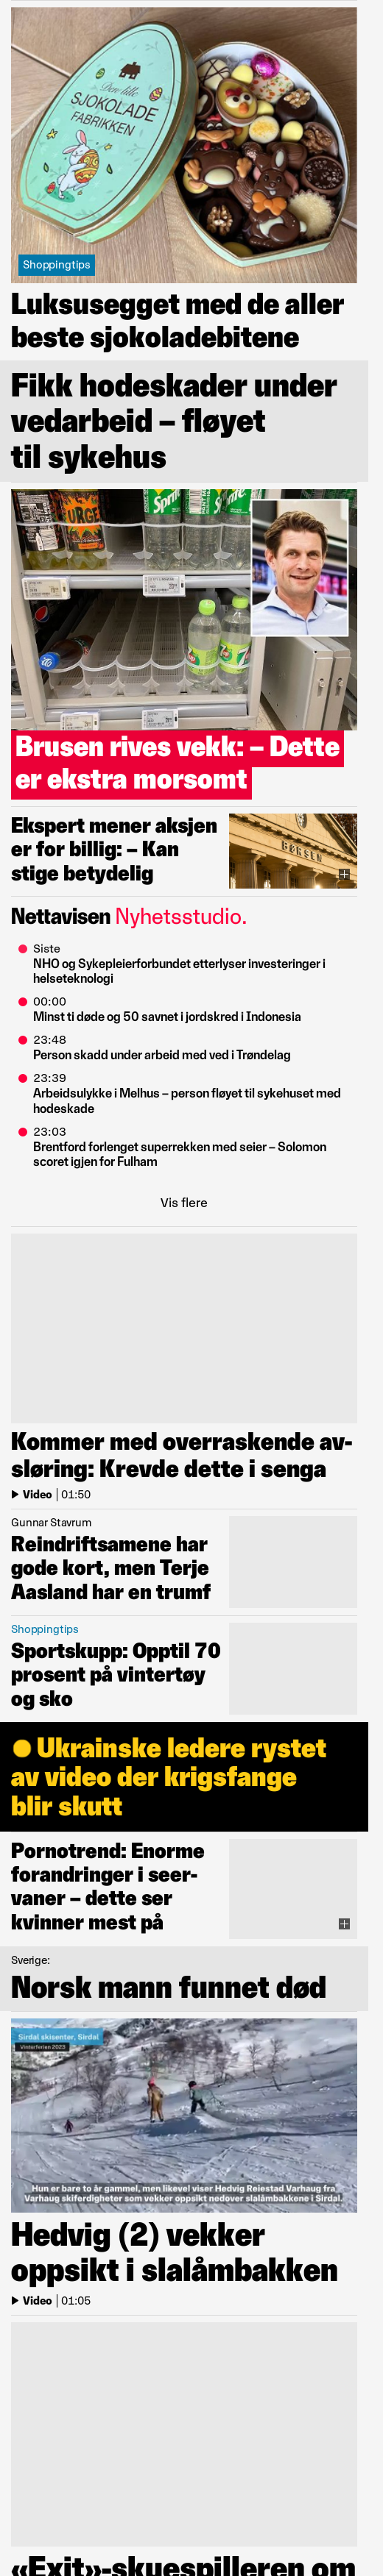 Den lille
SJOKOLADE
FABRIKKEN
Shoppingtips
Luksusegget med de aller
beste sjokoladebitene
Fikk hodeskader under
vedarbeid – fløyet
til sykehus
URGE
Sprite
Brusen rives vekk: – Dette
er ekstra morsomt
Ekspert mener aksjen
er for billig: – Kan
stige betydelig
BØRSEN
Nettavisen Nyhetsstudio.
Siste
NHO og Sykepleierforbundet etterlyser investeringer i
helseteknologi
00:00
Minst ti døde og 50 savnet i jordskred i Indonesia
23:48
Person skadd under arbeid med ved i Trøndelag
23:39
Arbeidsulykke i Melhus – person fløyet til sykehuset med
hodeskade
23:03
Brentford forlenget superrekken med seier – Solomon
scoret igjen for Fulham
Vis flere
Kommer med overraskende av-
sløring: Krevde dette i senga
Video | 01:50
Gunnar Stavrum
Reindriftsamene har
gode kort, men Terje
Aasland har en trumf
Shoppingtips
Sportskupp: Opptil 70
prosent på vintertøy
og sko
Ukrainske ledere rystet
av video der krigsfange
blir skutt
Pornotrend: Enorme
forandringer i seer-
vaner – dette ser
kvinner mest på
Sverige:
Norsk mann funnet død
Sirdal skisenter, Sirdal
Vinterferien 2023
Hun er bare to år gammel, men likevel viser Hedvig Reiestad Varhaug fra
Varhaug skiferdigheter som vekker oppsikt nedover slalåmbakkene i Sirdal.
Hedvig (2) vekker
oppsikt i slalåmbakken
Video | 01:05
«Exit»-skuespilleren om